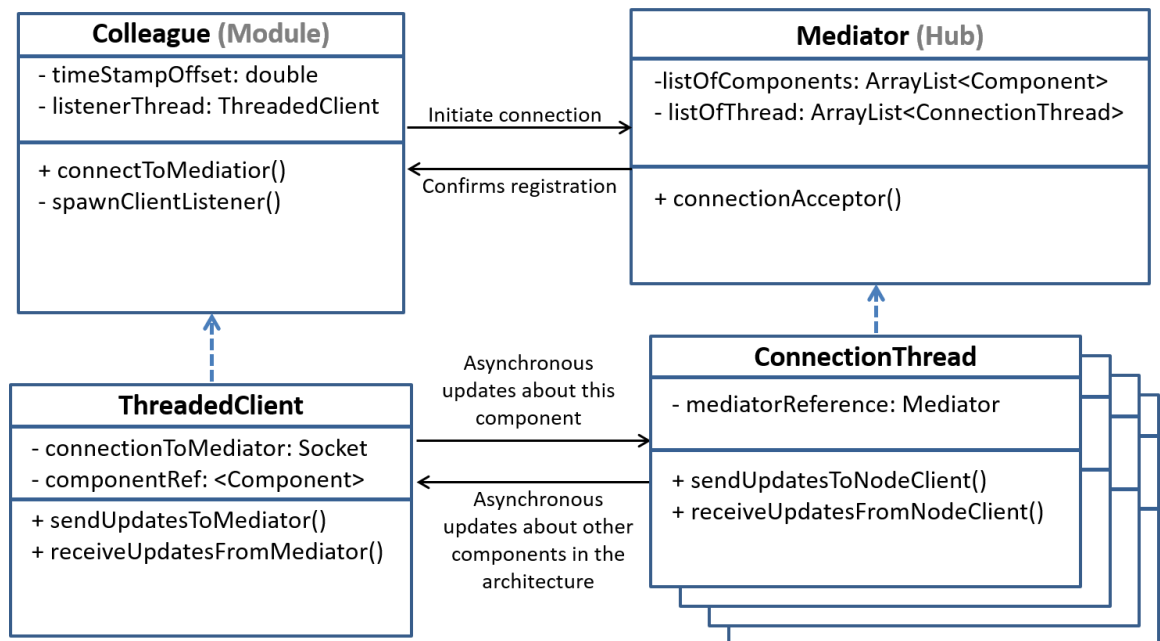 Colleague (Module)
- timeStampOffset: double
- listenerThread: ThreadedClient
+ connectToMediatior()
- spawnClientListener()
Initiate connection
Confirms registration
Mediator (Hub)
-listOfComponents: ArrayList<Component>
- listOfThread: ArrayList<ConnectionThread>
+ connectionAcceptor()
ThreadedClient
- connectionToMediator: Socket
- componentRef: <Component>
+ sendUpdatesToMediator()
+ receiveUpdatesFromMediator()
Asynchronous
updates about this
component
Asynchronous
updates about other
components in the
architecture
ConnectionThread
- mediatorReference: Mediator
+ sendUpdatesToNodeClient()
+ receiveUpdatesFromNodeClient()